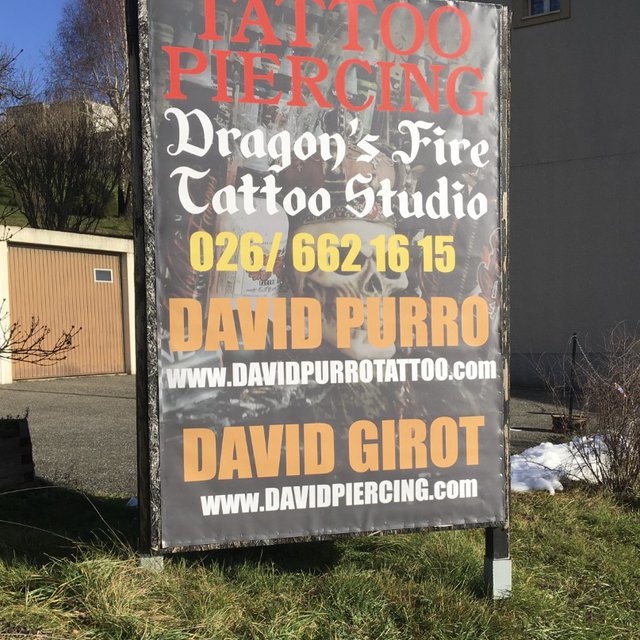 TATTOO
PIERCING
Dragon's Fire
Tattoo Studio
026/ 662 16 15
DAVID PURRO
WWW.DAVIDPURROTATTOO.com
DAVID GIROT
WWW.DAVIDPIERCING.com